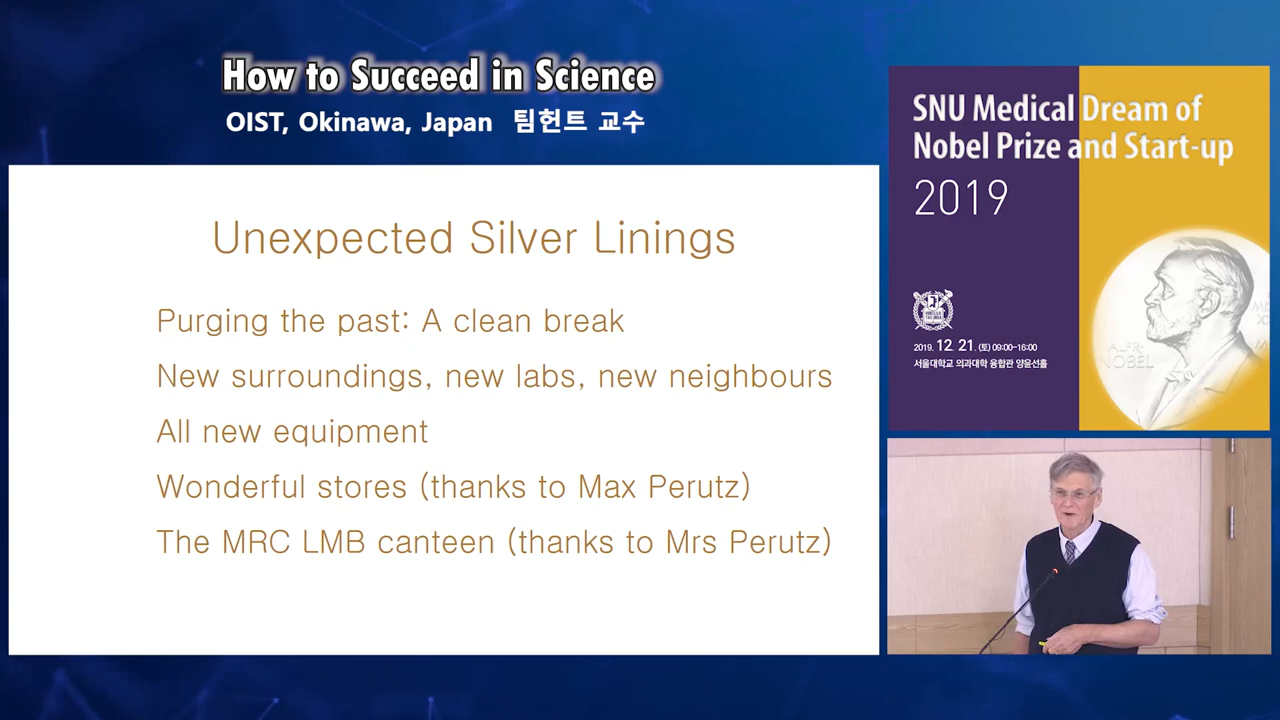 How to Succeed in Science
OIST, Okinawa, Japan 팀헌트 교수
Unexpected Silver Linings
Purging the past: A clean break
New surroundings, new labs, new neighbours
All new equipment
Wonderful stores (thanks to Max Perutz)
The MRC LMB canteen (thanks to Mrs Perutz)
SNU Medical Dream of
Nobel Prize and Start-up
2019
2019. 12. 21. (토) 09:00-16:00
서울대학교 의과대학 융합관 양윤선홀
NOBEL